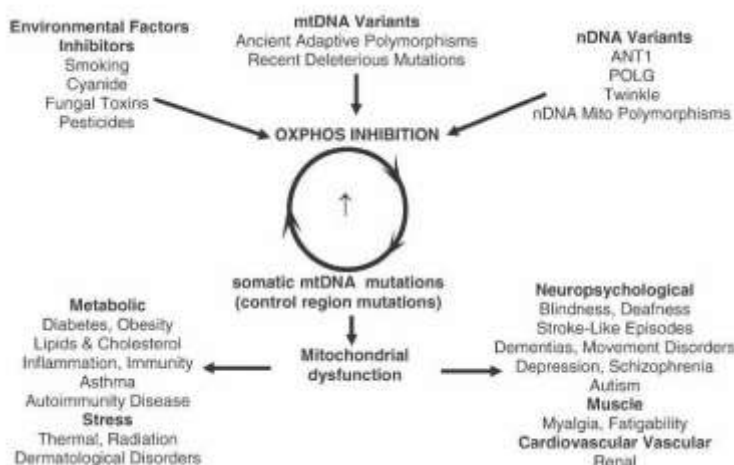 Environmental Factors
Inhibitors
Smoking
Cyanide
Fungal Toxins
Pesticides
mtDNA Variants
Ancient Adaptive Polymorphisms
Recent Deleterious Mutations
nDNA Variants
ANT1
POLG
Twinkle
nDNA Mito Polymorphisms
OXPHOS INHIBITION
↑
somatic mtDNA mutations
(control region mutations)
Mitochondrial
dysfunction
Metabolic
Diabetes, Obesity
Lipids & Cholesterol
Inflammation, Immunity
Asthma
Autoimmunity Disease
Stress
Thermal, Radiation
Dermatological Disorders
Neuropsychological
Blindness, Deafness
Stroke-Like Episodes
Dementias, Movement Disorders
Depression, Schizophrenia
Autism
Muscle
Myalgia, Fatigability
Cardiovascular Vascular
Renal